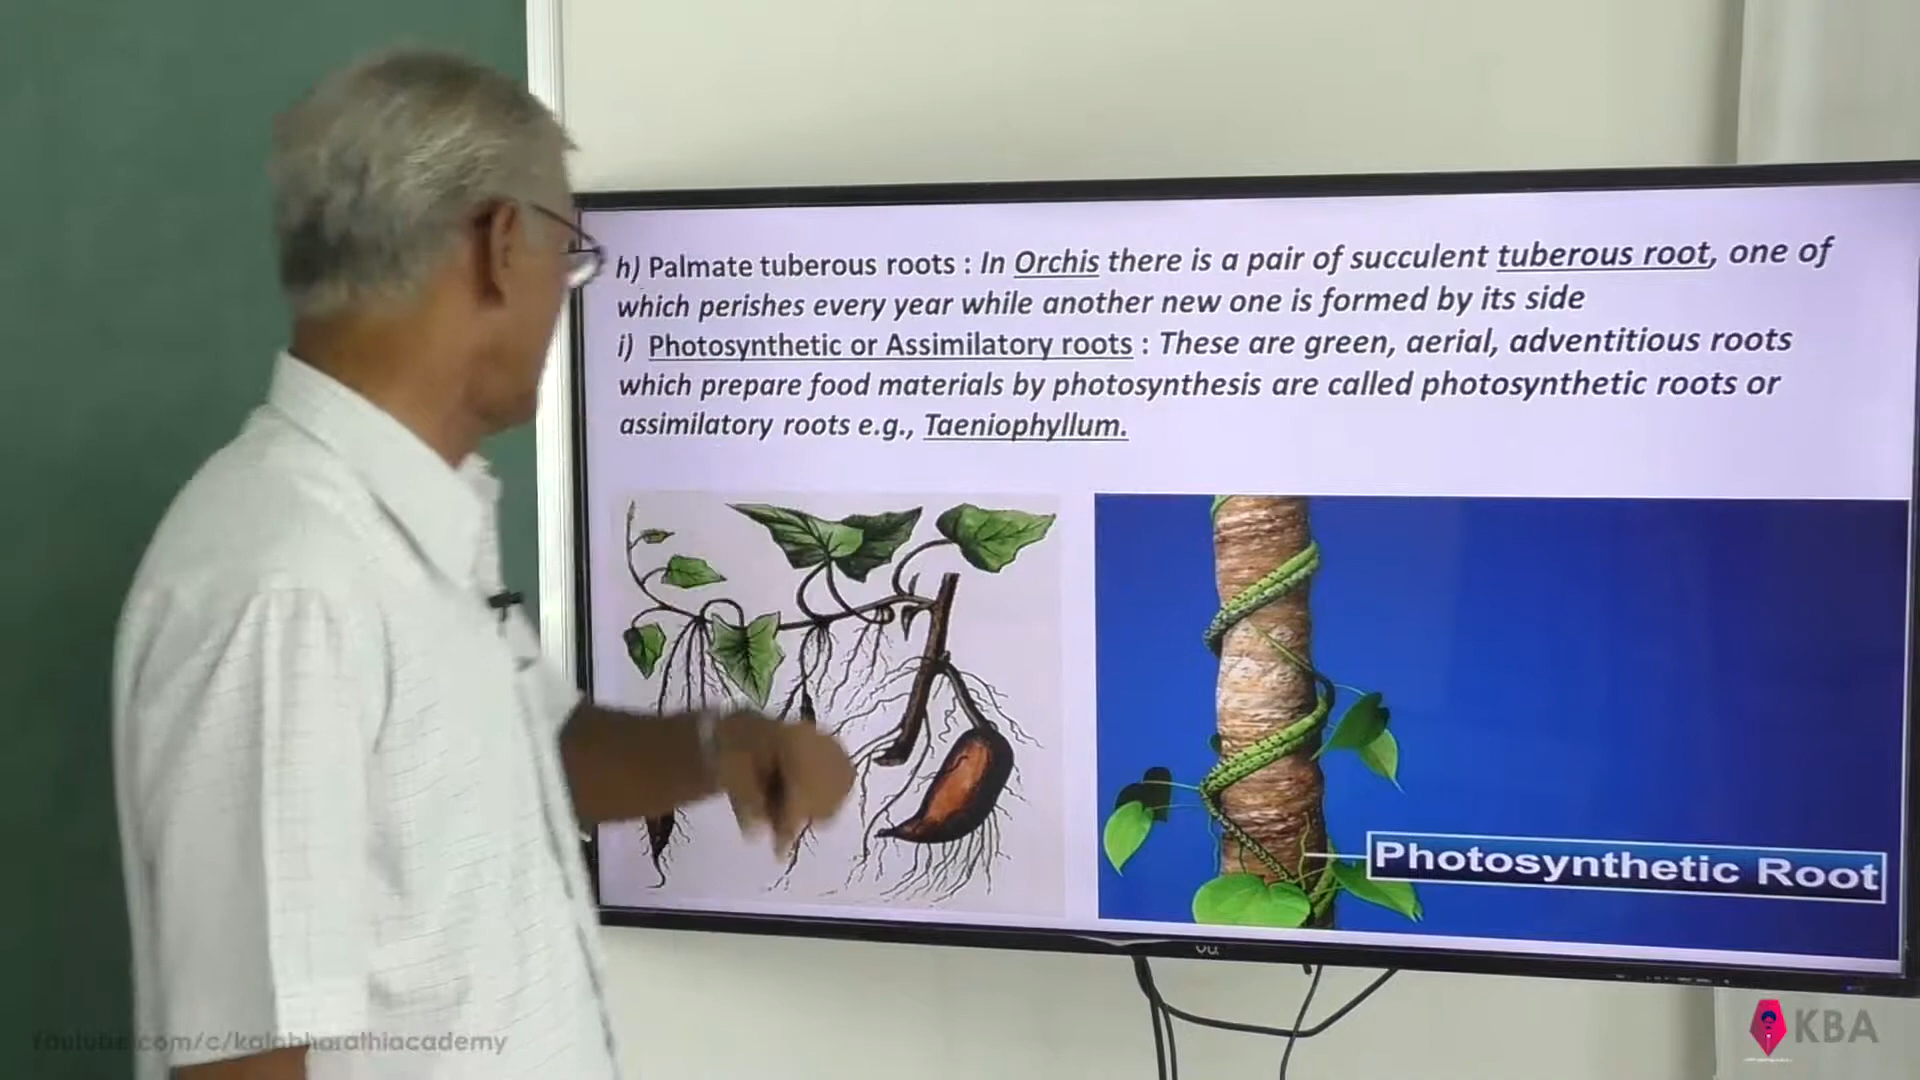 h) Palmate tuberous roots : In Orchis there is a pair of succulent tuberous root, one of
which perishes every year while another new one is formed by its side
i) Photosynthetic or Assimilatory roots : These are green, aerial, adventitious roots
which prepare food materials by photosynthesis are called photosynthetic roots or
assimilatory roots e.g., Taeniophyllum.
Photosynthetic Root
KBA
Youtube.com/c/kalabharathiacademy